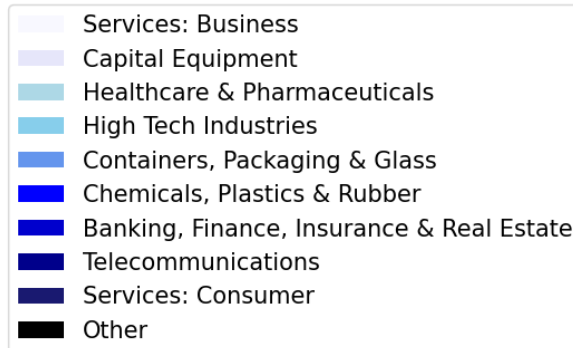 Services: Business
Capital Equipment
Healthcare & Pharmaceuticals
High Tech Industries
Containers, Packaging & Glass
Chemicals, Plastics & Rubber
Banking, Finance, Insurance & Real Estate
Telecommunications
Services: Consumer
Other